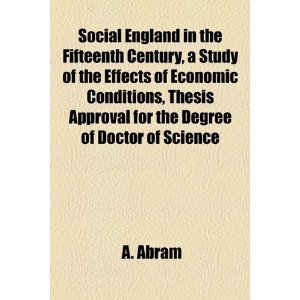 Social England in the
Fifteenth Century, a Study
of the Effects of Economic
Conditions, Thesis
Approval for the Degree
of Doctor of Science
A. Abram